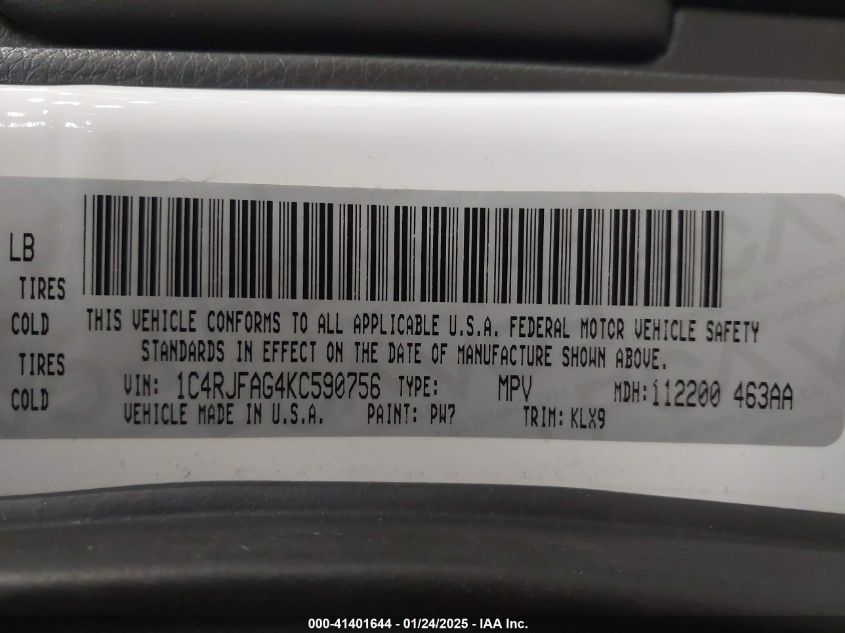 LB
TIRES
COLD
TIRES
COLD
THIS VEHICLE CONFORMS TO ALL APPLICABLE U.S.A. FEDERAL MOTOR VEHICLE SAFETY
STANDARDS IN EFFECT ON THE DATE OF MANUFACTURE SHOWN ABOVE.
VIN: 1C4RJFAG4KC590756 TYPE: MPV MDH: 112200 463AA
VEHICLE MADE IN U.S.A. PAINT: PW7 TRIM: KLX9
000-41401644 / 01/24/2025 - IAA Inc.